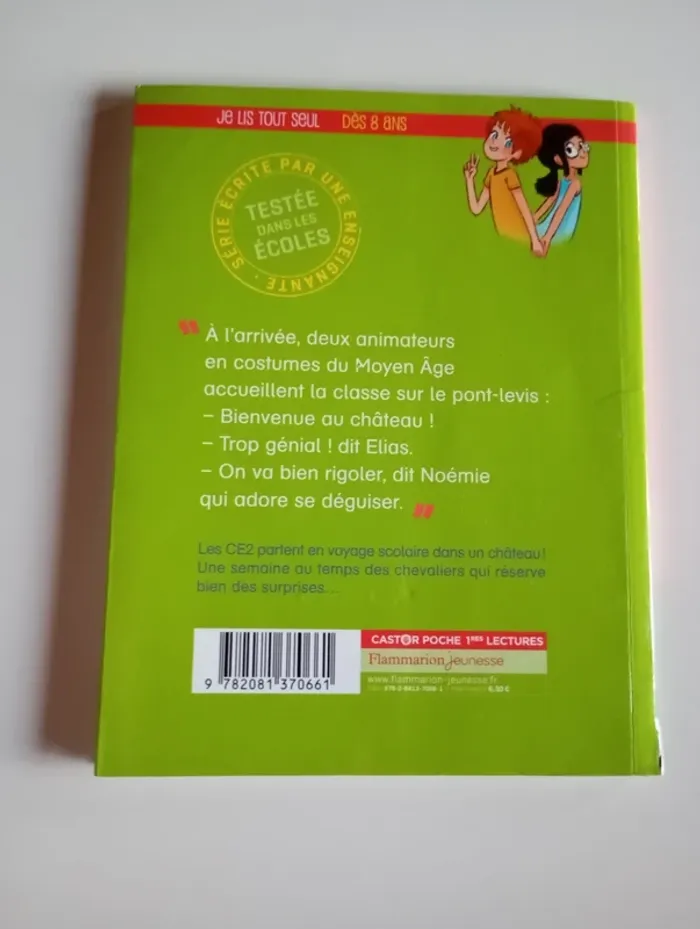 JE LIS TOUT SEUL DÈS 8 ANS
SÉRIE ÉCRITE PAR UNE ENSEIGNANTE ·
TESTÉE
DANS LES
ÉCOLES
" À l'arrivée, deux animateurs
en costumes du Moyen Âge
accueillent la classe sur le pont-levis :
– Bienvenue au château !
– Trop génial ! dit Elias.
– On va bien rigoler, dit Noémie
qui adore se déguiser. "
Les CE2 partent en voyage scolaire dans un château!
Une semaine au temps des chevaliers qui réserve
bien des surprises...
CASTOR POCHE 1RES LECTURES
Flammarion jeunesse
www.flammarion-jeunesse.fr
9 782081 370661